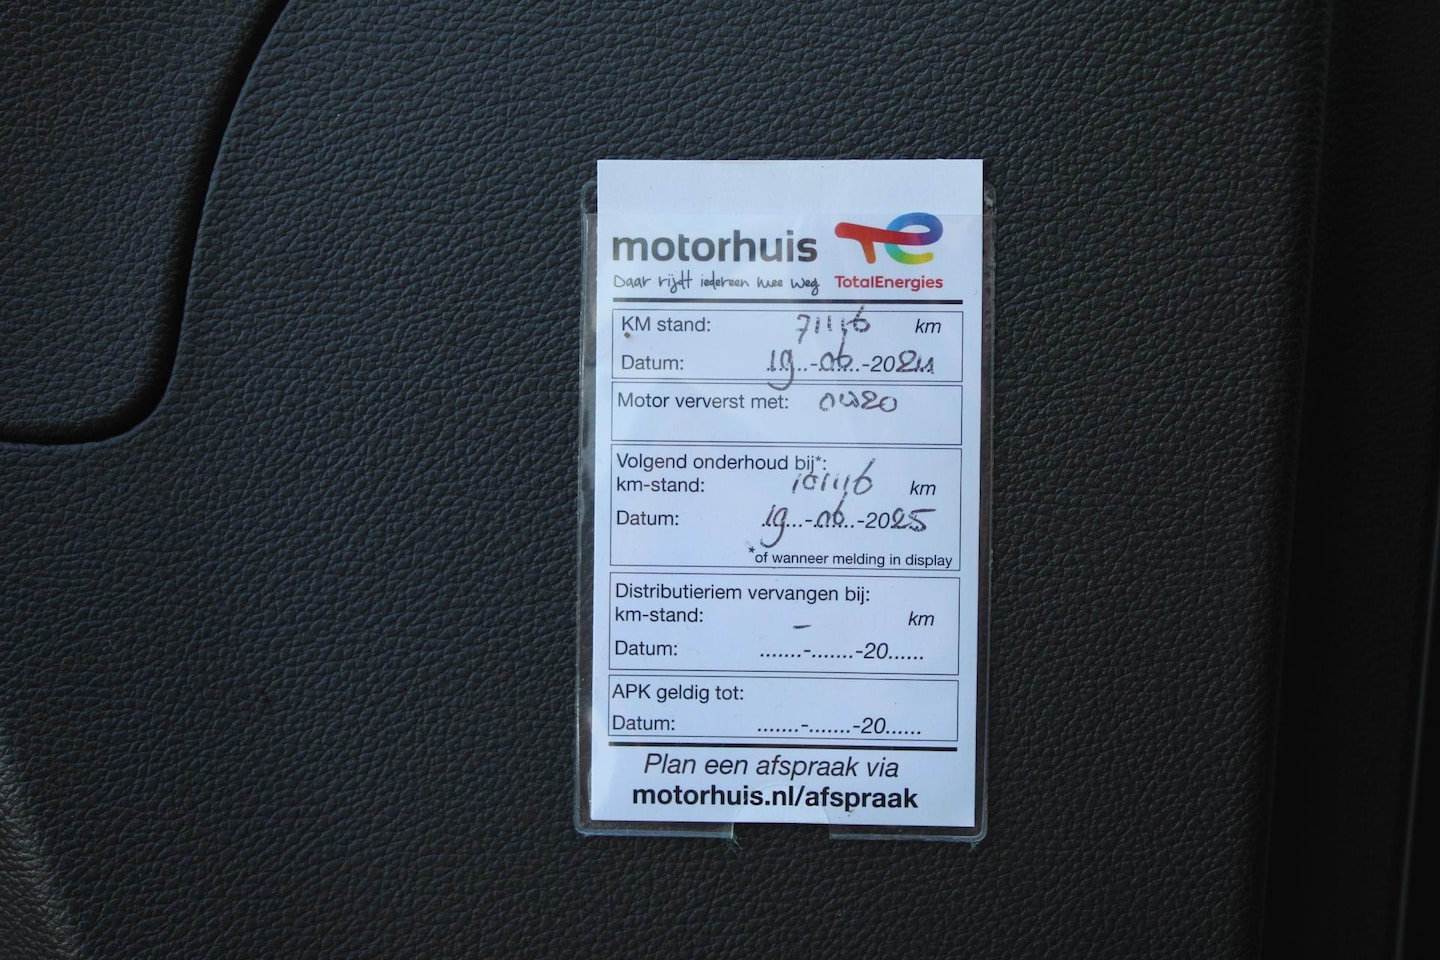 motorhuis
Daar rijdt iedereen mee weg
TotalEnergies
KM stand: 71116 km
Datum: 19-06-2024
Motor ververst met: 0W20
Volgend onderhoud bij*:
km-stand: 101116 km
Datum: 19-06-2025
*of wanneer melding in display
Distributieriem vervangen bij:
km-stand: - km
Datum: .......-.......-20......
APK geldig tot:
Datum: .......-.......-20......
Plan een afspraak via
motorhuis.nl/afspraak